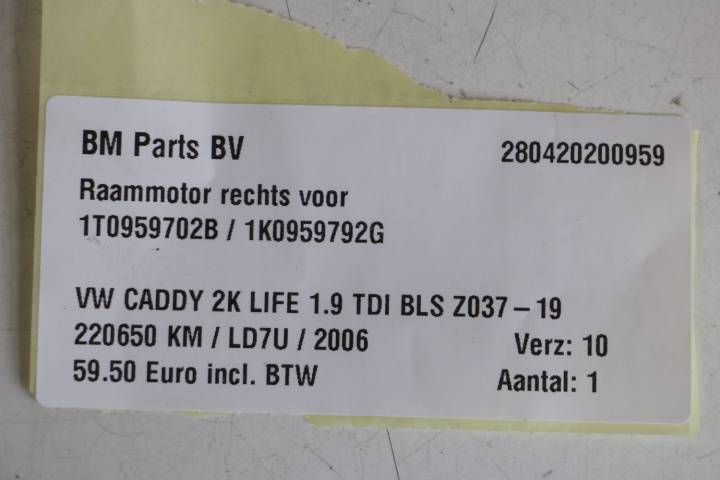 BM Parts BV 280420200959
Raammotor rechts voor
1T0959702B / 1K0959792G
VW CADDY 2K LIFE 1.9 TDI BLS Z037 – 19
220650 KM / LD7U / 2006 Verz: 10
59.50 Euro incl. BTW Aantal: 1